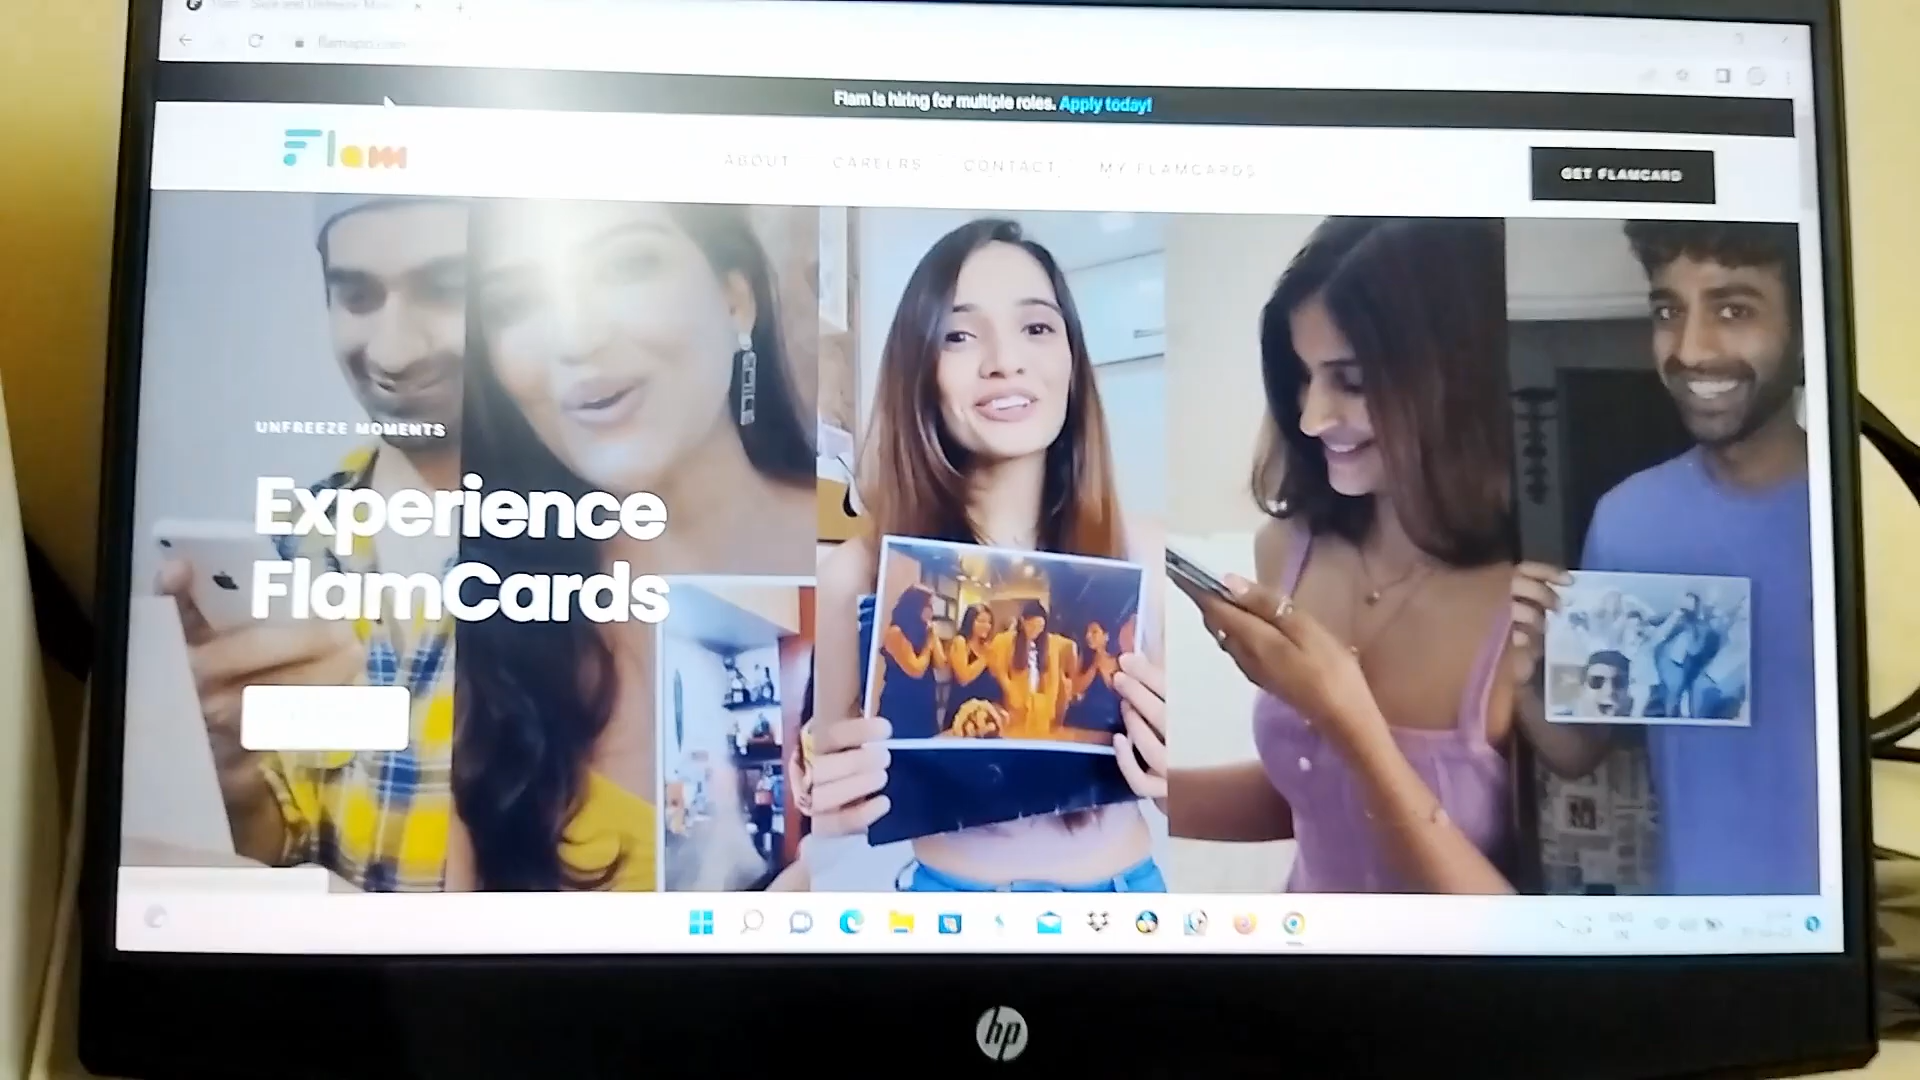 Flam is hiring for multiple roles. Apply today!
Flam
ABOUT CAREERS CONTACT MY FLAMCARDS
GET FLAMCARD
UNFREEZE MOMENTS
Experience
FlamCards
ENG
hp